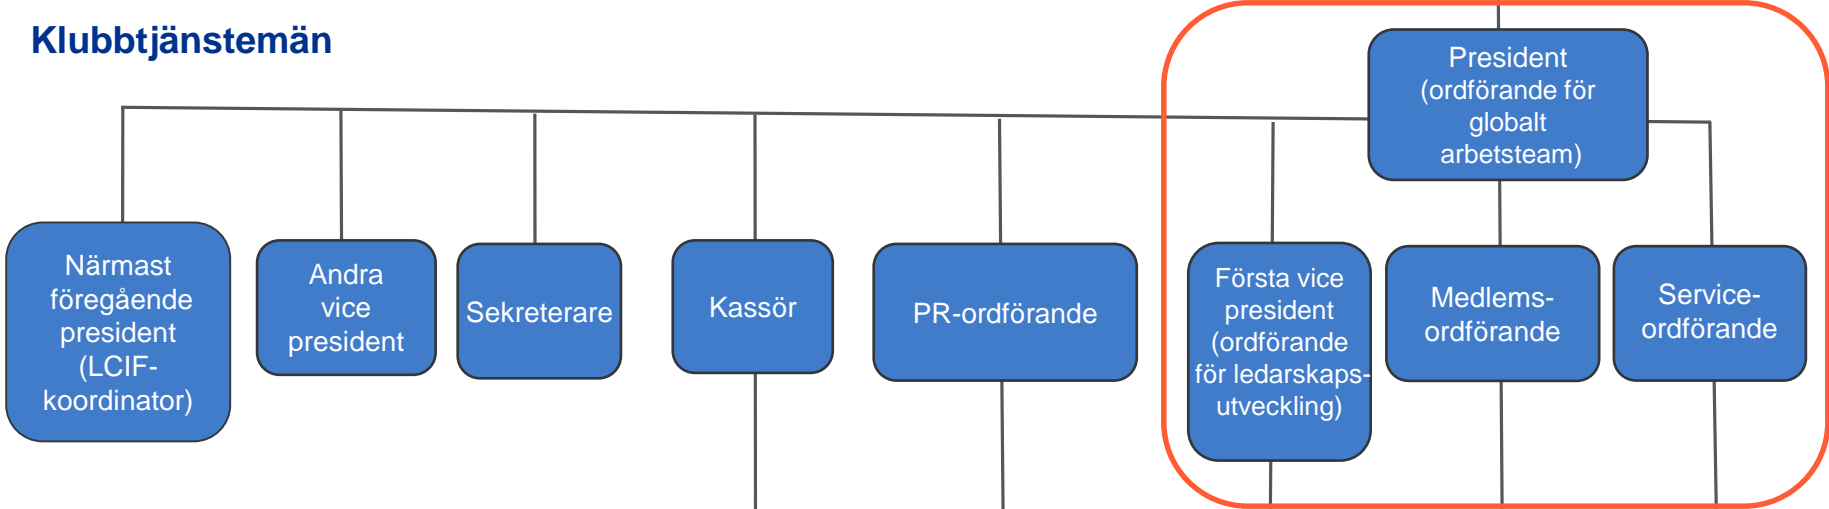 Klubbtjänstemän
President
(ordförande för
globalt
arbetsteam)
Närmast
föregående
president
(LCIF-
koordinator)
Andra
vice
president
Sekreterare
Kassör
PR-ordförande
Första vice
president
(ordförande
för ledarskaps-
utveckling)
Medlems-
ordförande
Service-
ordförande